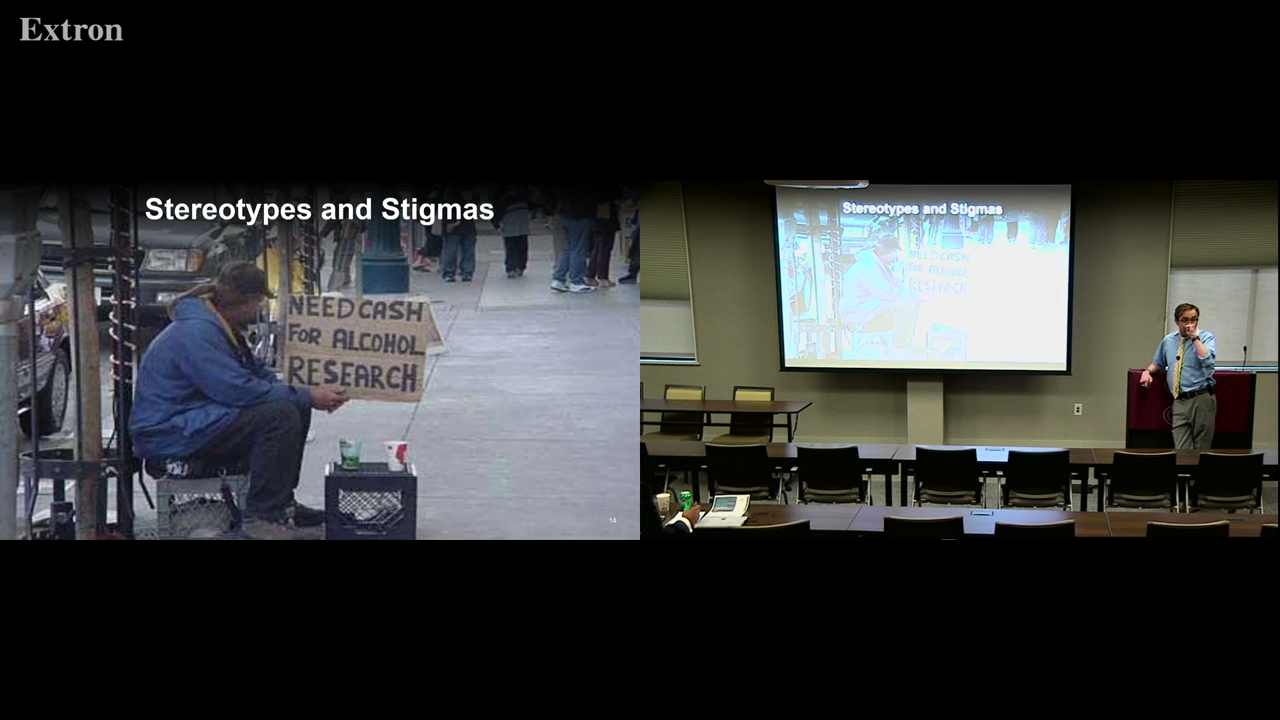 Extron
Stereotypes and Stigmas
NEED CASH
FOR ALCOHOL
RESEARCH
14
Stereotypes and Stigmas
NEED CASH
FOR ALCOHOL
RESEARCH